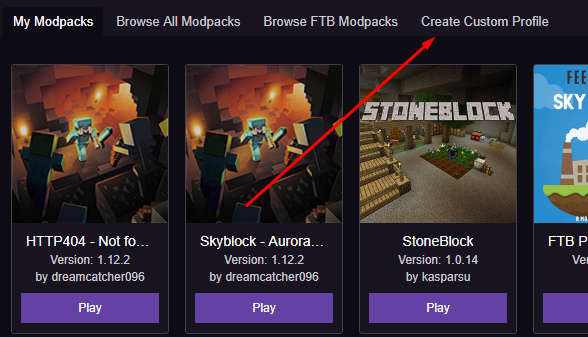 My Modpacks Browse All Modpacks Browse FTB Modpacks Create Custom Profile
STONEBLOCK
FEE
SKY
HTTP404 - Not fo...
Version: 1.12.2
by dreamcatcher096
Play
Skyblock - Aurora...
Version: 1.12.2
by dreamcatcher096
Play
StoneBlock
Version: 1.0.14
by kasparsu
Play
FTB P
Ve